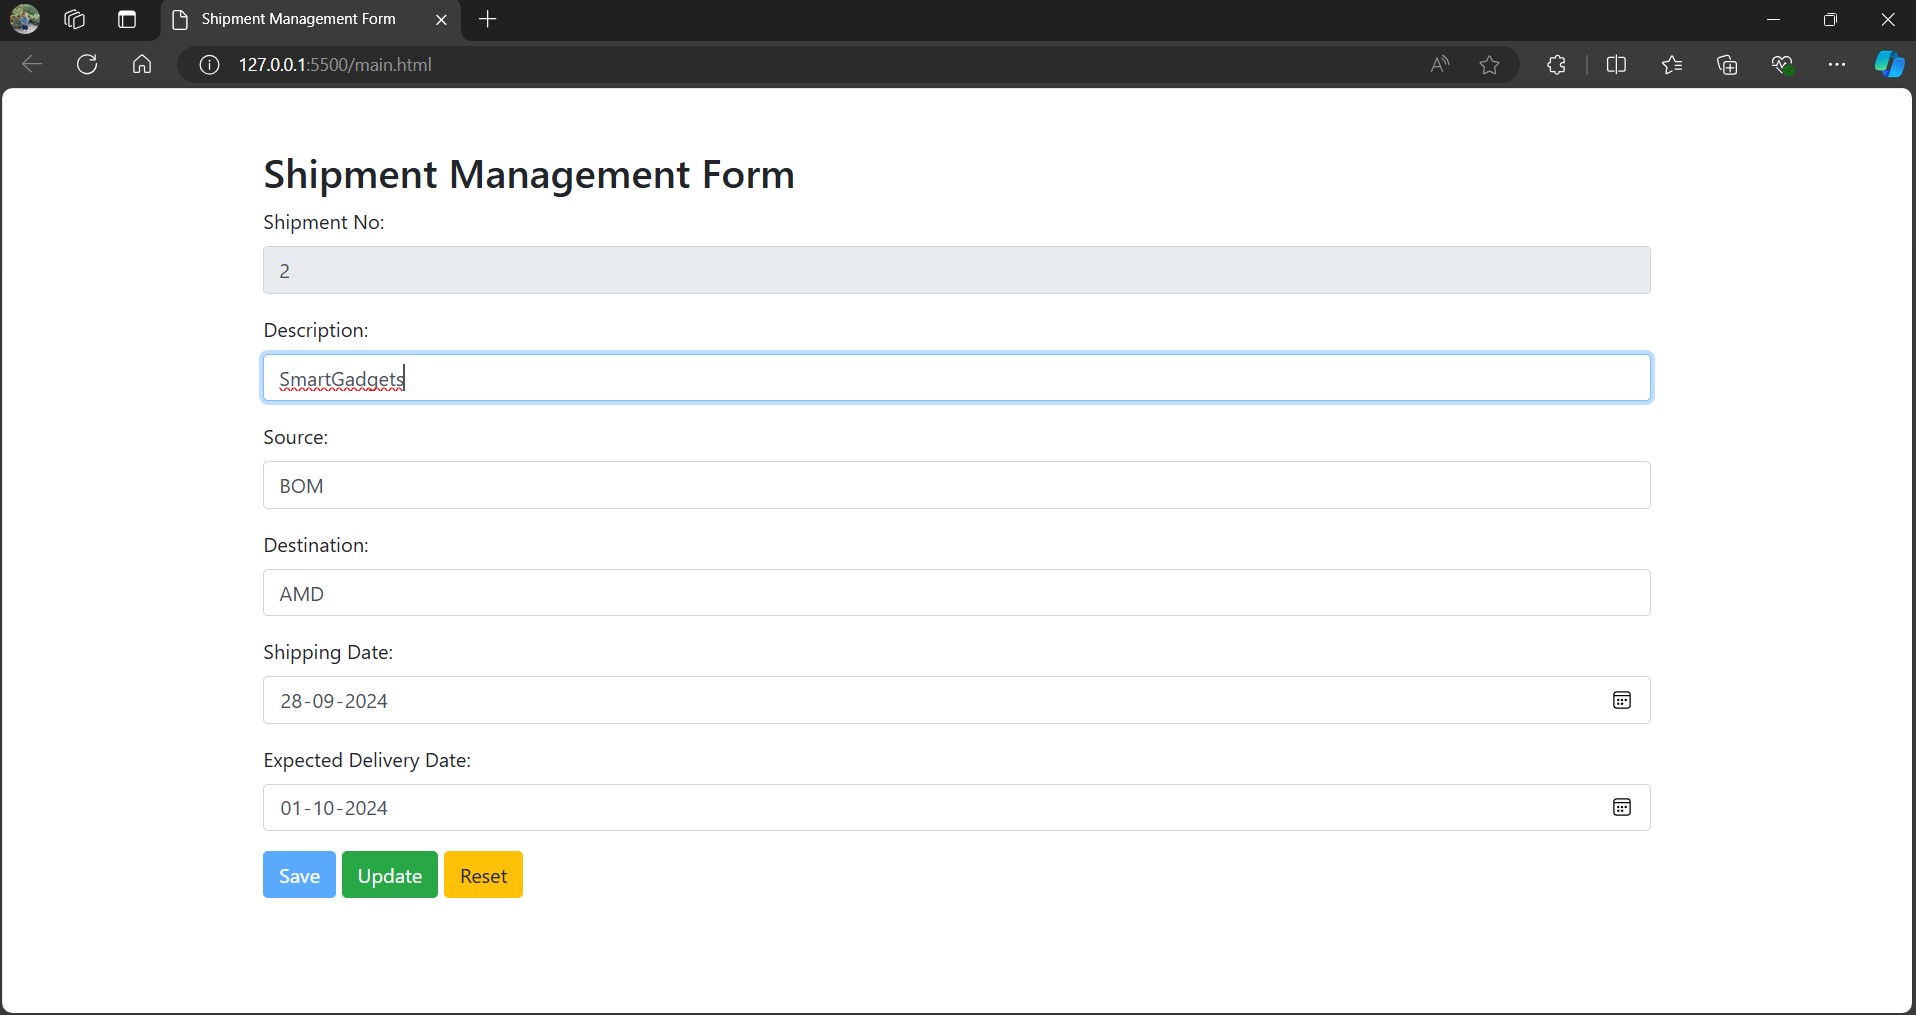 Shipment Management Form
127.0.0.1:5500/main.html
Shipment Management Form
Shipment No:
2
Description:
SmartGadgets
Source:
BOM
Destination:
AMD
Shipping Date:
28-09-2024
Expected Delivery Date:
01-10-2024
Save Update Reset